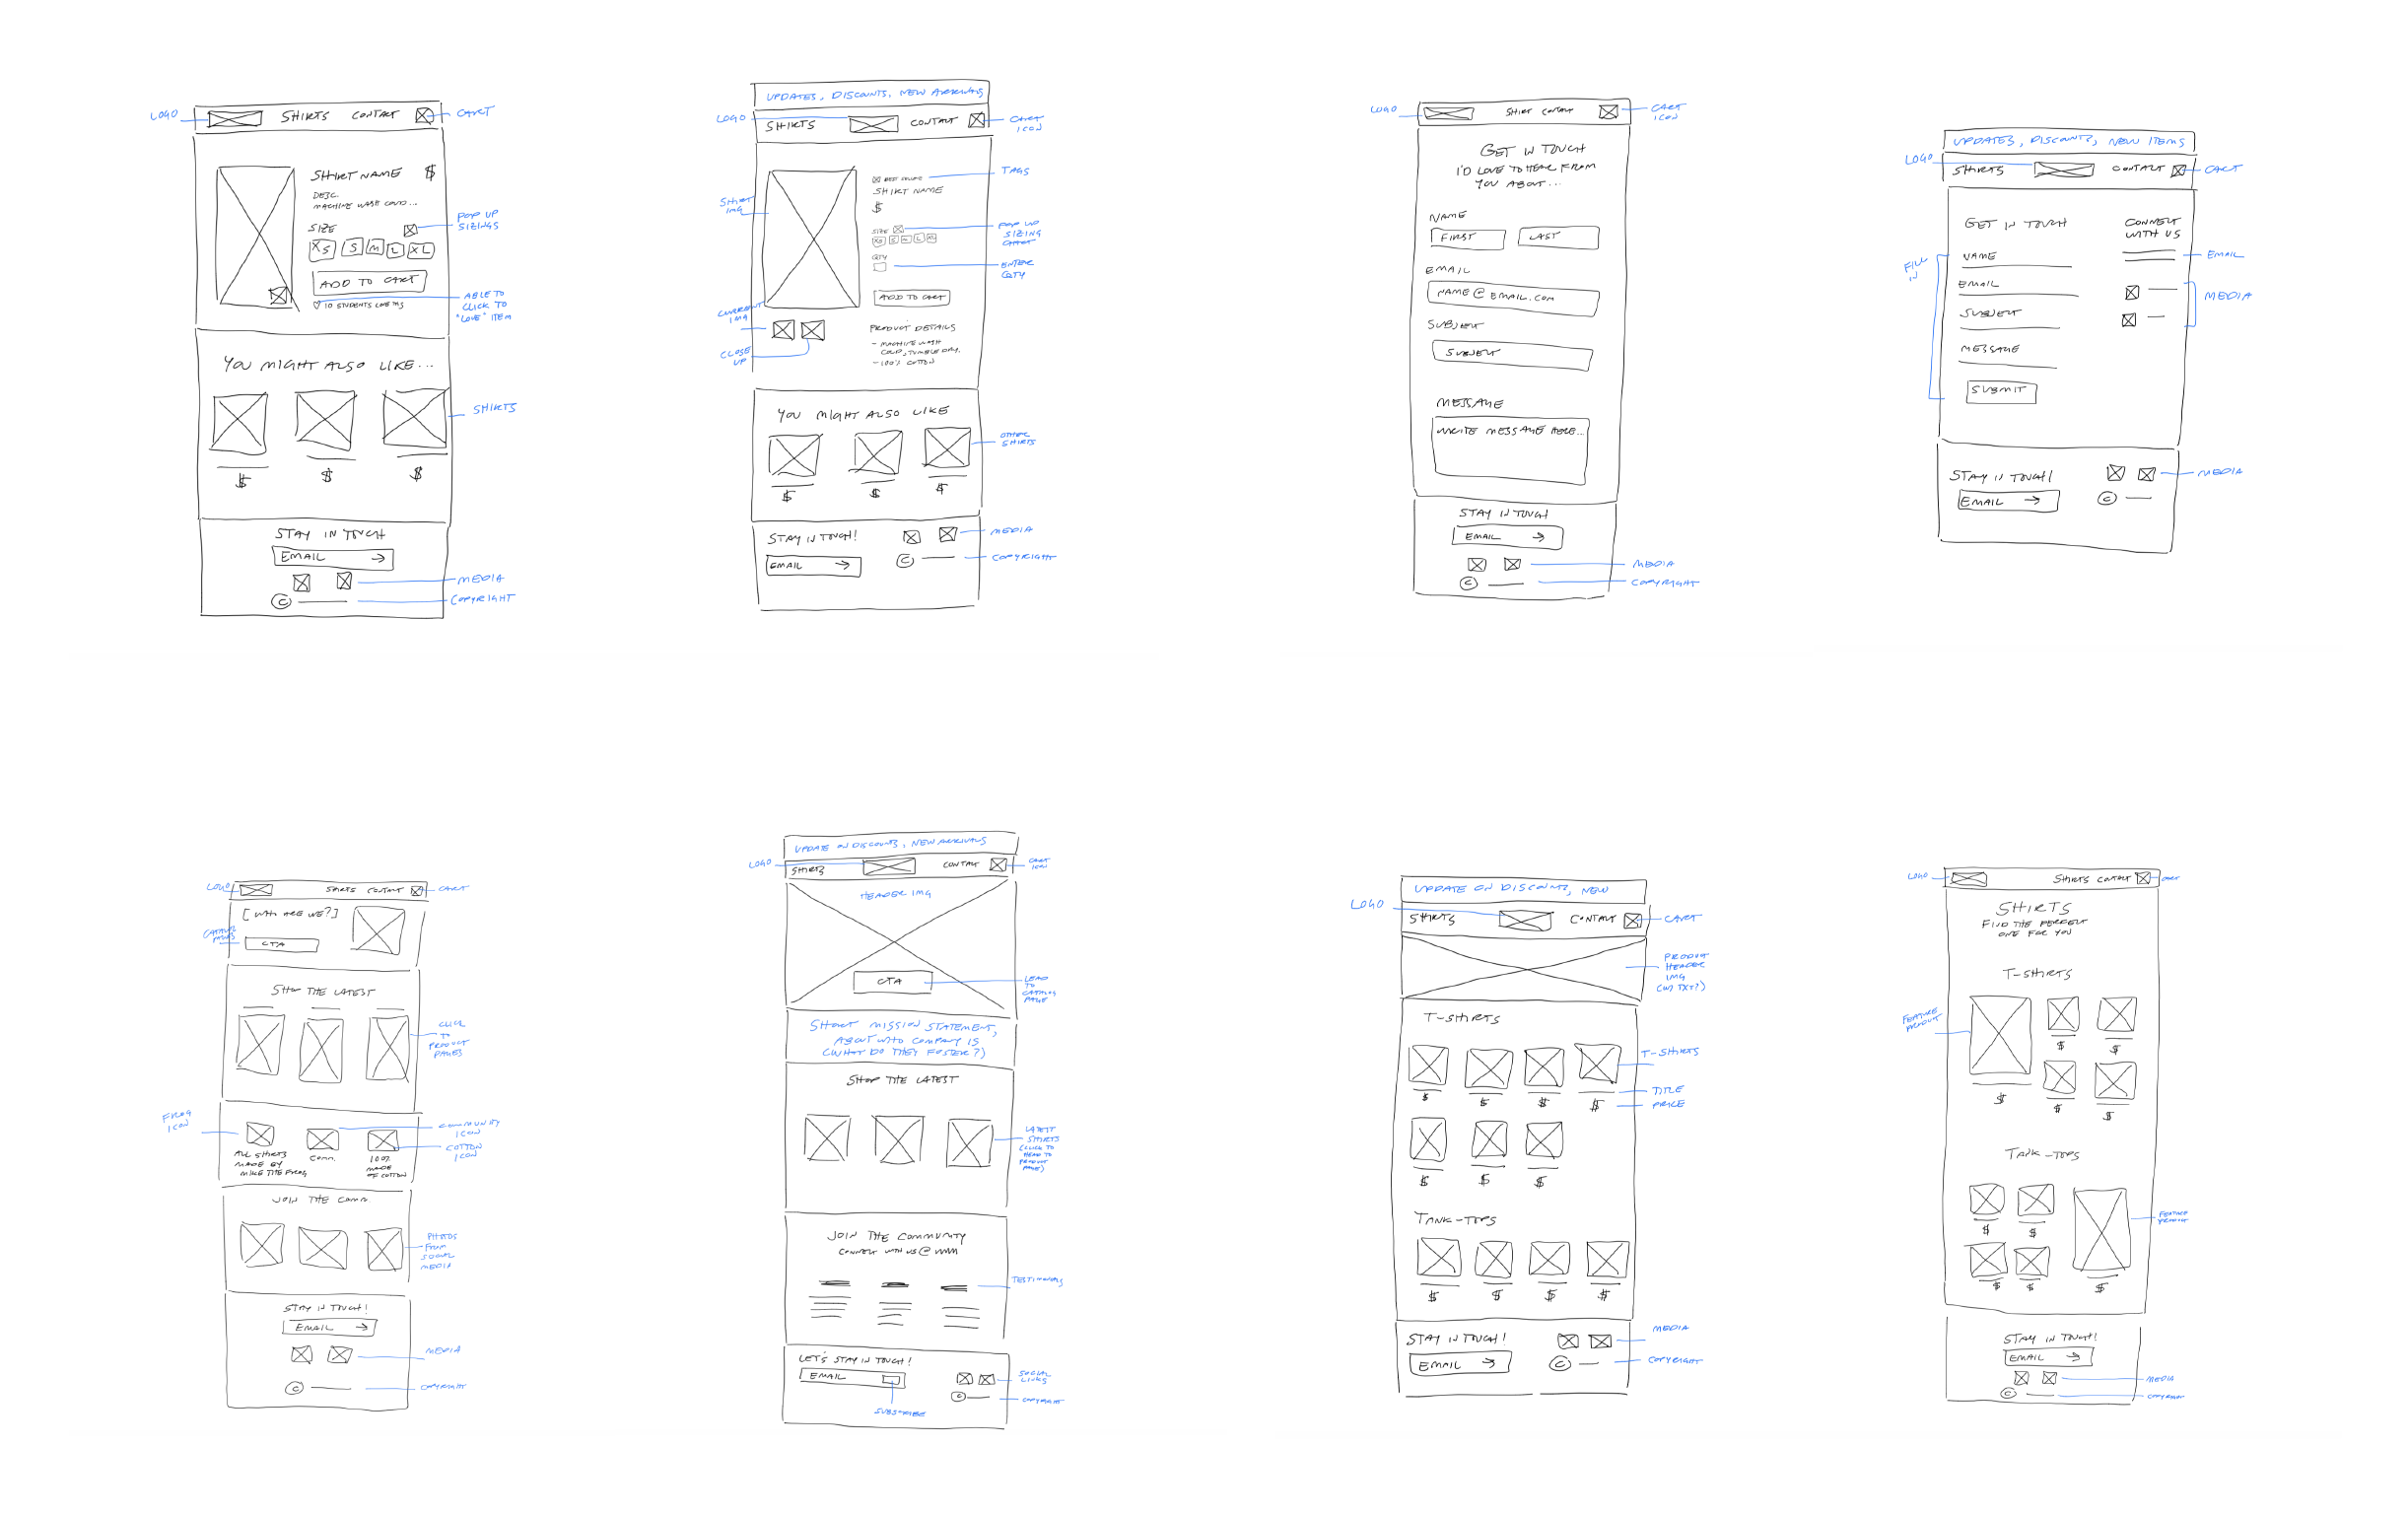 LOGO
SHIRTS CONTACT
CART
SHIRT NAME $
DESC.
MACHINE WASH COLD...
SIZE
POP UP
SIZINGS
XS S M L XL
ADD TO CART
10 STUDENTS LOVE THIS
ABLE TO
CLICK TO
"LOVE" ITEM
YOU MIGHT ALSO LIKE...
SHIRTS
$ $ $
STAY IN TOUCH
EMAIL →
MEDIA
© COPYRIGHT
UPDATES, DISCOUNTS, NEW ARRIVALS
LOGO
SHIRTS CONTACT
CART
ICON
BEST SELLER
TAGS
SHIRT NAME
$
SHIRT
IMG
SIZE
XS S M L XL
POP UP
SIZING
CHART
QTY
ENTER
QTY
ADD TO CART
CURRENT
IMG
CLOSE
UP
PRODUCT DETAILS
- MACHINE WASH
COLD, TUMBLE DRY.
- 100% COTTON
YOU MIGHT ALSO LIKE
OTHER
SHIRTS
$ $ $
STAY IN TOUCH!
MEDIA
EMAIL →
© COPYRIGHT
LOGO
SHIRT CONTACT
CART
ICON
GET IN TOUCH
I'D LOVE TO HEAR FROM
YOU ABOUT...
NAME
FIRST LAST
EMAIL
NAME@EMAIL.COM
SUBJECT
SUBJECT
MESSAGE
WRITE MESSAGE HERE...
STAY IN TOUCH
EMAIL →
MEDIA
© COPYRIGHT
UPDATES, DISCOUNTS, NEW ITEMS
LOGO
SHIRTS CONTACT
CART
GET IN TOUCH
CONNECT
WITH US
FILL
IN
NAME
EMAIL
EMAIL
MEDIA
SUBJECT
MESSAGE
SUBMIT
STAY IN TOUCH!
MEDIA
EMAIL →
©
LOGO
SHIRTS CONTACT
CART
[WHO ARE WE?]
CATALOG
PAGES
CTA
SHOP THE LATEST
CLICK
TO
PRODUCT
PAGES
FROG
ICON
COMMUNITY
ICON
COTTON
ICON
ALL SHIRTS
MADE BY
MIKE THE FROG
COMM.
100%
MADE
OF COTTON
JOIN THE COMM.
PHOTOS
FROM
SOCIAL
MEDIA
STAY IN TOUCH!
EMAIL →
MEDIA
© COPYRIGHT
UPDATE ON DISCOUNTS, NEW ARRIVALS
LOGO
SHIRTS CONTACT
CART
ICON
HEADER IMG
CTA
LEAD
TO
CATALOG
PAGE
SHORT MISSION STATEMENT,
ABOUT WHO COMPANY IS
(WHAT DO THEY FOSTER?)
SHOP THE LATEST
LATEST
SHIRTS
(CLICK TO
HEAD TO
PRODUCT
PAGE)
JOIN THE COMMUNITY
CONNECT WITH US @
TESTIMONIALS
LET'S STAY IN TOUCH!
EMAIL
SOCIAL
LINKS
© COPYRIGHT
SUBSCRIBE
UPDATE ON DISCOUNTS, NEW
LOGO
SHIRTS CONTACT
CART
PRODUCT
HEADER
IMG
(W/ TXT?)
T-SHIRTS
T-SHIRTS
TITLE
$ $ $ $
PRICE
$ $ $
TANK-TOPS
$ $ $ $
STAY IN TOUCH!
MEDIA
EMAIL →
© COPYRIGHT
LOGO
SHIRTS CONTACT
CART
SHIRTS
FIND THE PERFECT
ONE FOR YOU
T-SHIRTS
FEATURE
PRODUCT
$ $
$ $ $
TANK-TOPS
FEATURE
PRODUCT
$ $
$ $ $
STAY IN TOUCH!
EMAIL →
MEDIA
© COPYRIGHT